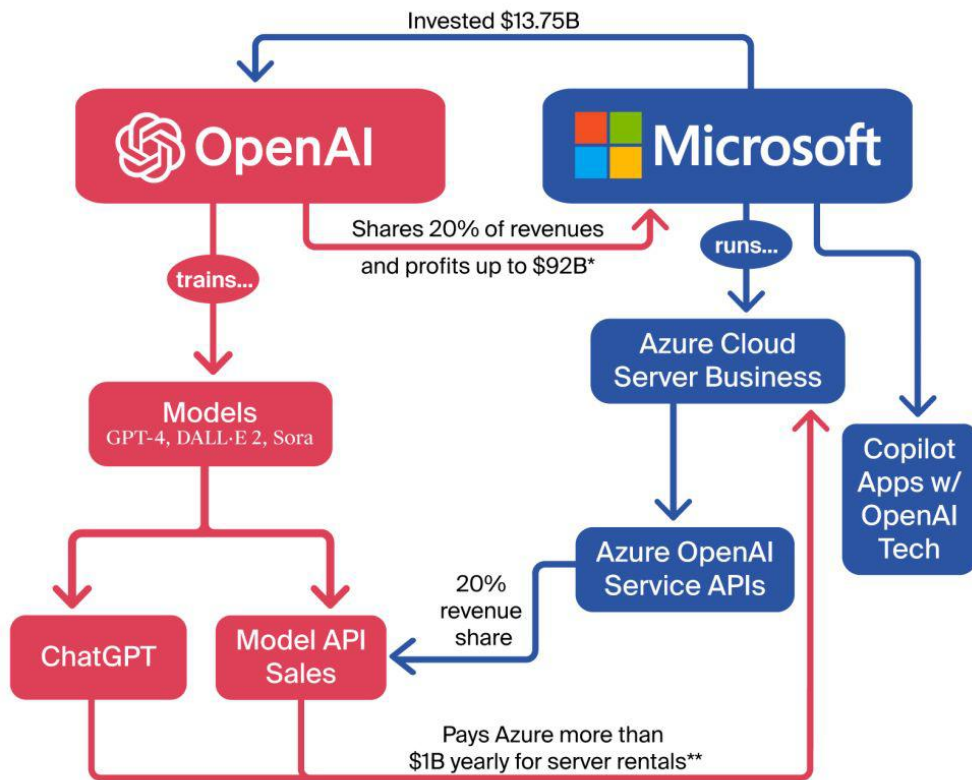 Invested $13.75B
OpenAI
Microsoft
Shares 20% of revenues
and profits up to $92B*
trains...
runs...
Azure Cloud
Server Business
Models
GPT-4, DALL·E 2, Sora
Copilot
Apps w/
OpenAI
Tech
Azure OpenAI
Service APIs
20%
revenue
share
ChatGPT
Model API
Sales
Pays Azure more than
$1B yearly for server rentals**